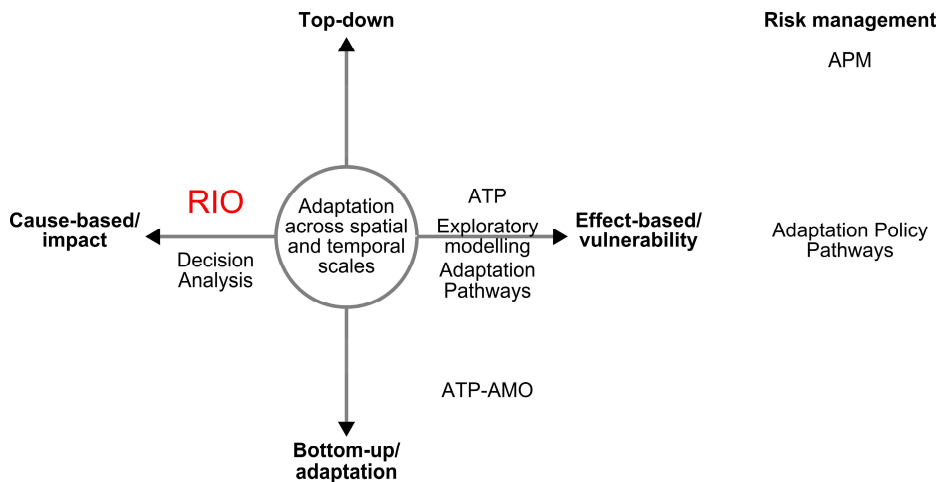 Top-down
Risk management
APM
RIO
Cause-based/
impact
Decision
Analysis
Adaptation
across spatial
and temporal
scales
ATP
Exploratory
modelling
Adaptation
Pathways
Effect-based/
vulnerability
Adaptation Policy
Pathways
ATP-AMO
Bottom-up/
adaptation